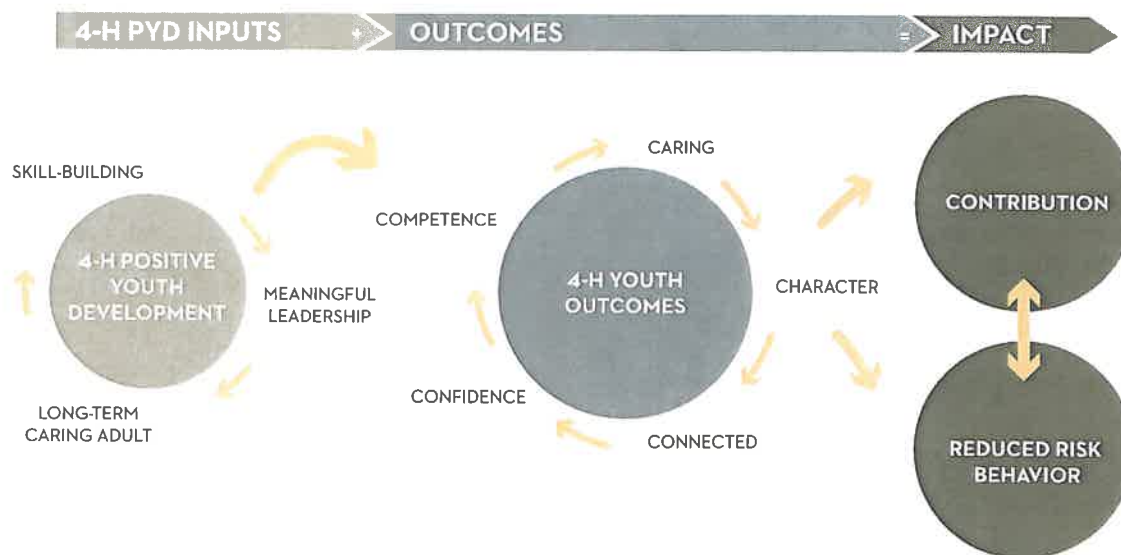 4-H PYD INPUTS + OUTCOMES = IMPACT
SKILL-BUILDING
4-H POSITIVE
YOUTH
DEVELOPMENT
MEANINGFUL
LEADERSHIP
LONG-TERM
CARING ADULT
CARING
COMPETENCE
4-H YOUTH
OUTCOMES
CHARACTER
CONFIDENCE
CONNECTED
CONTRIBUTION
REDUCED RISK
BEHAVIOR